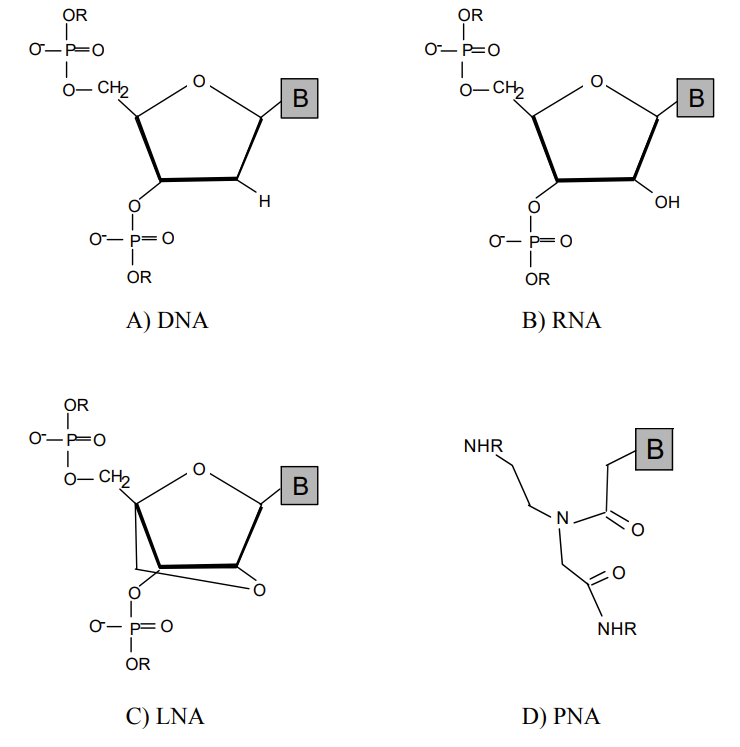 OR OR
O⁻ P O O⁻ P O
O CH2 O B O CH2 O B
O H O OH
O⁻ P O O⁻ P O
OR OR
A) DNA B) RNA
OR
O⁻ P O NHR B
O CH2 O B
N O
O O O
O⁻ P O NHR
OR
C) LNA D) PNA